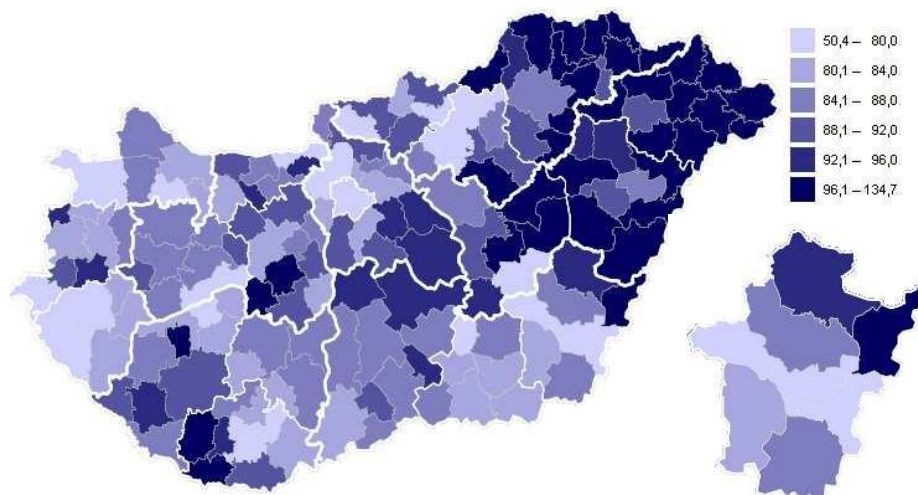 50,4 – 80,0
80,1 – 84,0
84,1 – 88,0
88,1 – 92,0
92,1 – 96,0
96,1 – 134,7